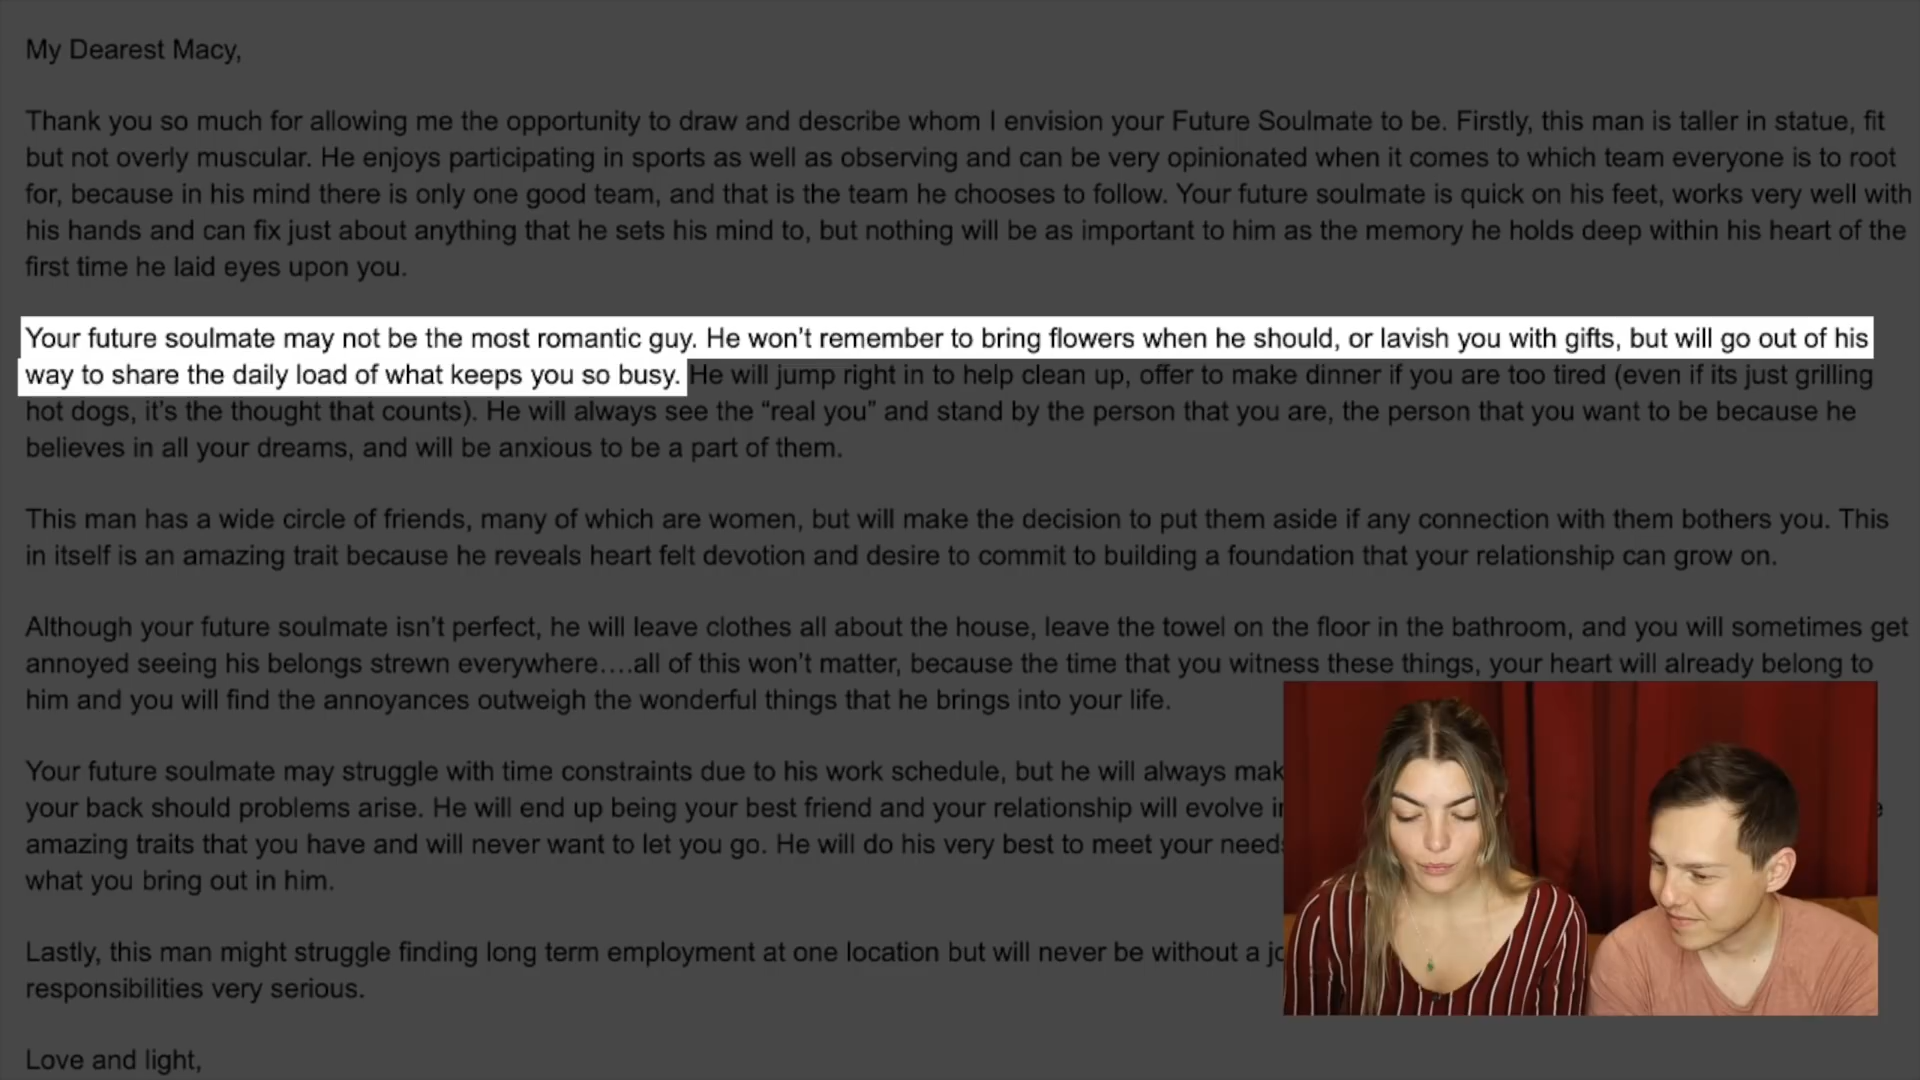 My Dearest Macy,
Thank you so much for allowing me the opportunity to draw and describe whom I envision your Future Soulmate to be. Firstly, this man is taller in statue, fit
but not overly muscular. He enjoys participating in sports as well as observing and can be very opinionated when it comes to which team everyone is to root
for, because in his mind there is only one good team, and that is the team he chooses to follow. Your future soulmate is quick on his feet, works very well with
his hands and can fix just about anything that he sets his mind to, but nothing will be as important to him as the memory he holds deep within his heart of the
first time he laid eyes upon you.
Your future soulmate may not be the most romantic guy. He won't remember to bring flowers when he should, or lavish you with gifts, but will go out of his
way to share the daily load of what keeps you so busy. He will jump right in to help clean up, offer to make dinner if you are too tired (even if its just grilling
hot dogs, it's the thought that counts). He will always see the “real you” and stand by the person that you are, the person that you want to be because he
believes in all your dreams, and will be anxious to be a part of them.
This man has a wide circle of friends, many of which are women, but will make the decision to put them aside if any connection with them bothers you. This
in itself is an amazing trait because he reveals heart felt devotion and desire to commit to building a foundation that your relationship can grow on.
Although your future soulmate isn't perfect, he will leave clothes all about the house, leave the towel on the floor in the bathroom, and you will sometimes get
annoyed seeing his belongs strewn everywhere….all of this won't matter, because the time that you witness these things, your heart will already belong to
him and you will find the annoyances outweigh the wonderful things that he brings into your life.
Your future soulmate may struggle with time constraints due to his work schedule, but he will always mak
your back should problems arise. He will end up being your best friend and your relationship will evolve
amazing traits that you have and will never want to let you go. He will do his very best to meet your needs
what you bring out in him.
Lastly, this man might struggle finding long term employment at one location but will never be without a
responsibilities very serious.
Love and light,